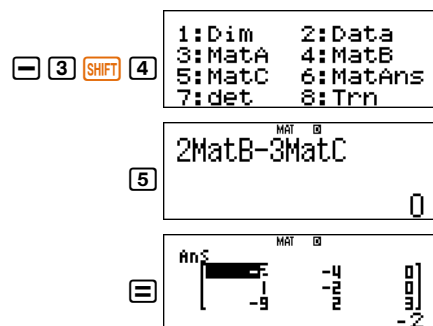 − 3 SHIFT 4
1:Dim 2:Data
3:MatA 4:MatB
5:MatC 6:MatAns
7:det 8:Trn
5
MAT D
2MatB-3MatC
0
=
MAT D
Ans
-4 0
1 -2 0
-9 2 3
-2